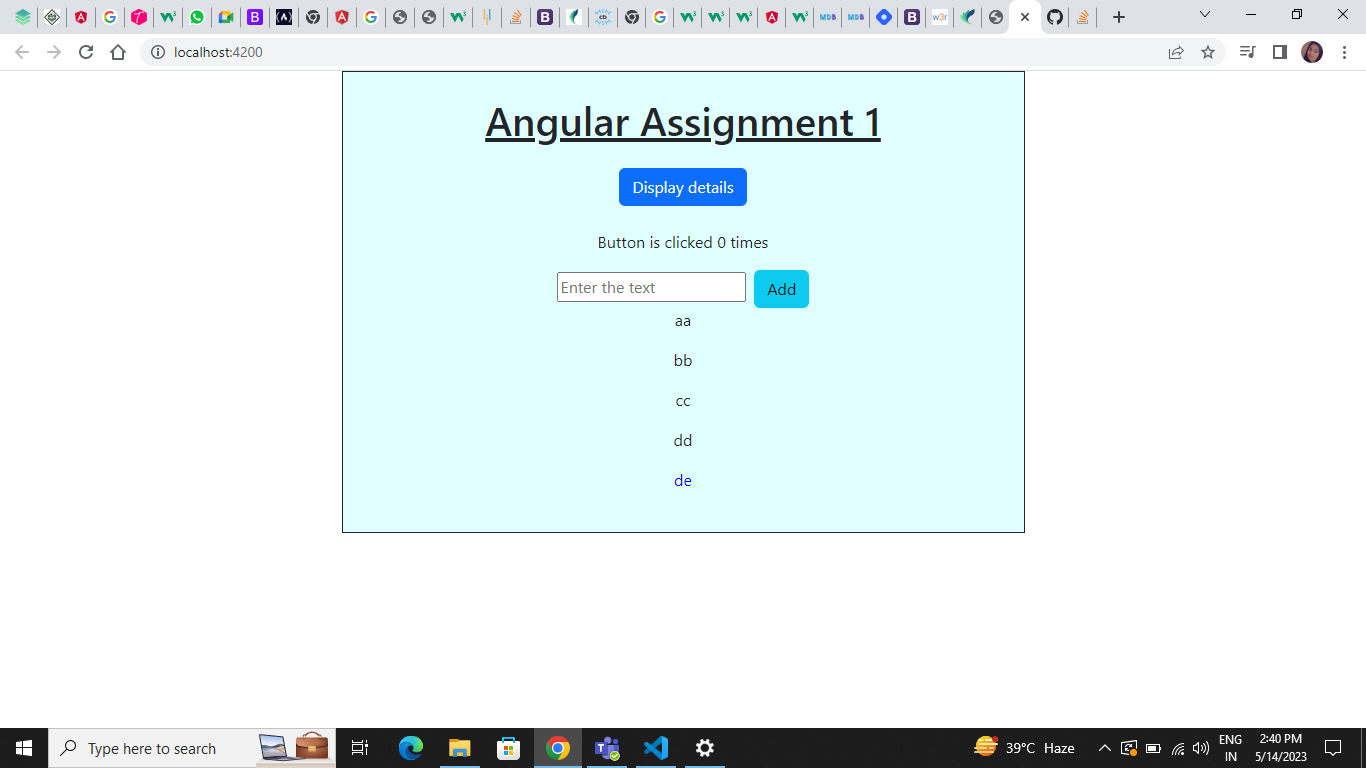 localhost:4200
Angular Assignment 1
Display details
Button is clicked 0 times
Enter the text
Add
aa
bb
cc
dd
de
Type here to search
39°C Haze
ENG
IN
2:40 PM
5/14/2023